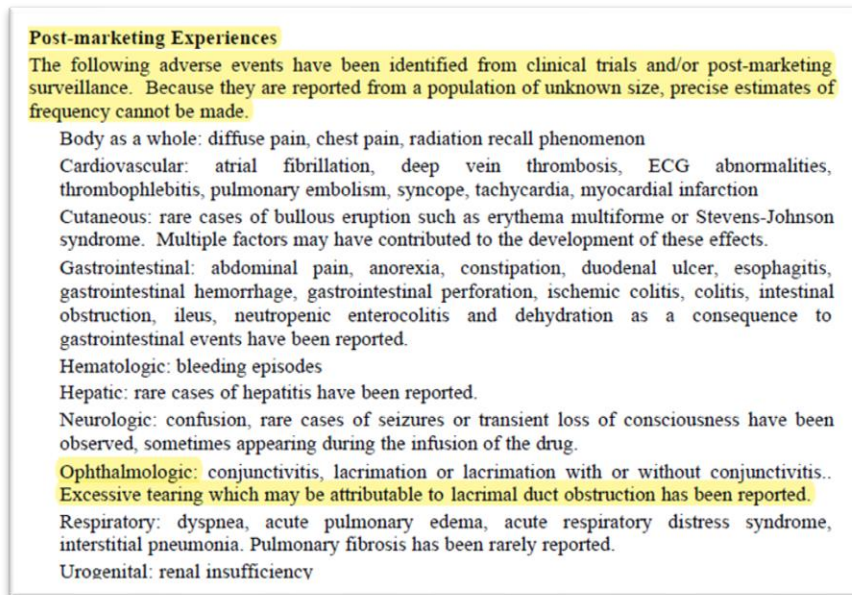 Post-marketing Experiences
The following adverse events have been identified from clinical trials and/or post-marketing
surveillance. Because they are reported from a population of unknown size, precise estimates of
frequency cannot be made.
Body as a whole: diffuse pain, chest pain, radiation recall phenomenon
Cardiovascular: atrial fibrillation, deep vein thrombosis, ECG abnormalities,
thrombophlebitis, pulmonary embolism, syncope, tachycardia, myocardial infarction
Cutaneous: rare cases of bullous eruption such as erythema multiforme or Stevens-Johnson
syndrome. Multiple factors may have contributed to the development of these effects.
Gastrointestinal: abdominal pain, anorexia, constipation, duodenal ulcer, esophagitis,
gastrointestinal hemorrhage, gastrointestinal perforation, ischemic colitis, colitis, intestinal
obstruction, ileus, neutropenic enterocolitis and dehydration as a consequence to
gastrointestinal events have been reported.
Hematologic: bleeding episodes
Hepatic: rare cases of hepatitis have been reported.
Neurologic: confusion, rare cases of seizures or transient loss of consciousness have been
observed, sometimes appearing during the infusion of the drug.
Ophthalmologic: conjunctivitis, lacrimation or lacrimation with or without conjunctivitis..
Excessive tearing which may be attributable to lacrimal duct obstruction has been reported.
Respiratory: dyspnea, acute pulmonary edema, acute respiratory distress syndrome,
interstitial pneumonia. Pulmonary fibrosis has been rarely reported.
Urogenital: renal insufficiency